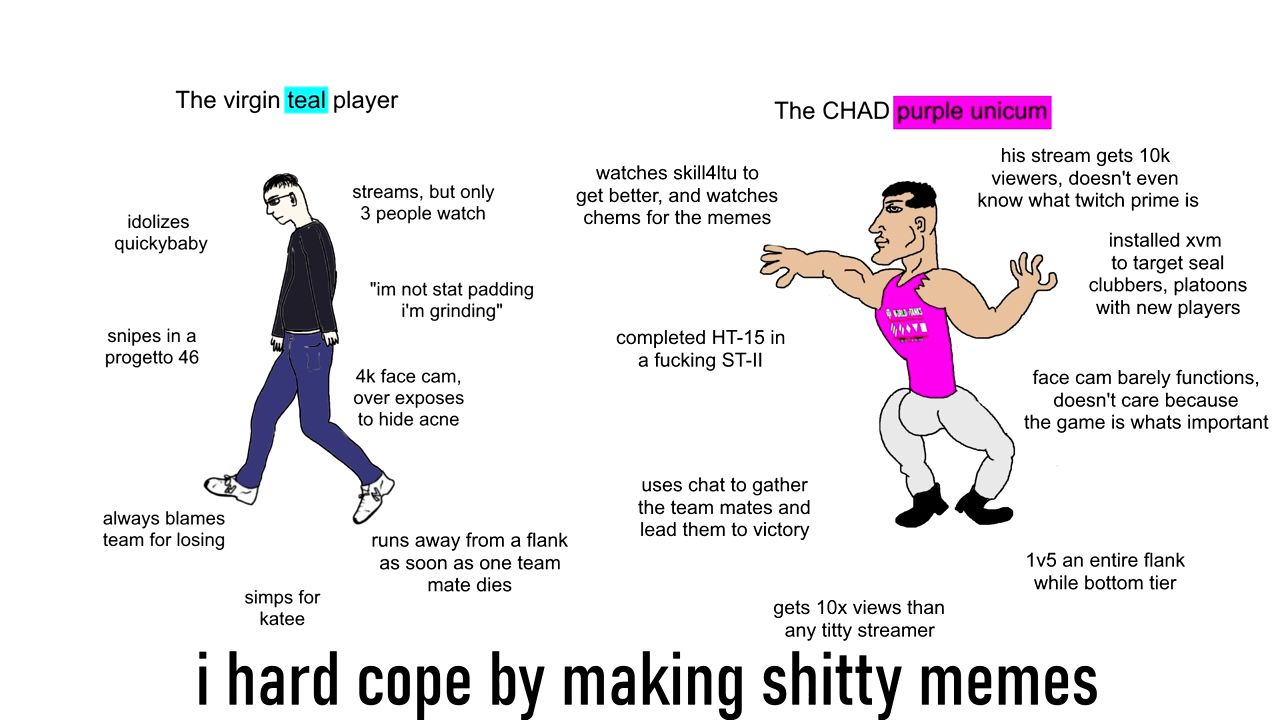 The virgin teal player
idolizes
quickybaby
streams, but only
3 people watch
"im not stat padding
i'm grinding"
snipes in a
progetto 46
4k face cam,
over exposes
to hide acne
always blames
team for losing
runs away from a flank
as soon as one team
mate dies
simps for
katee
The CHAD purple unicum
watches skill4ltu to
get better, and watches
chems for the memes
his stream gets 10k
viewers, doesn't even
know what twitch prime is
installed xvm
to target seal
clubbers, platoons
with new players
completed HT-15 in
a fucking ST-II
face cam barely functions,
doesn't care because
the game is whats important
uses chat to gather
the team mates and
lead them to victory
1v5 an entire flank
while bottom tier
gets 10x views than
any titty streamer
i hard cope by making shitty memes